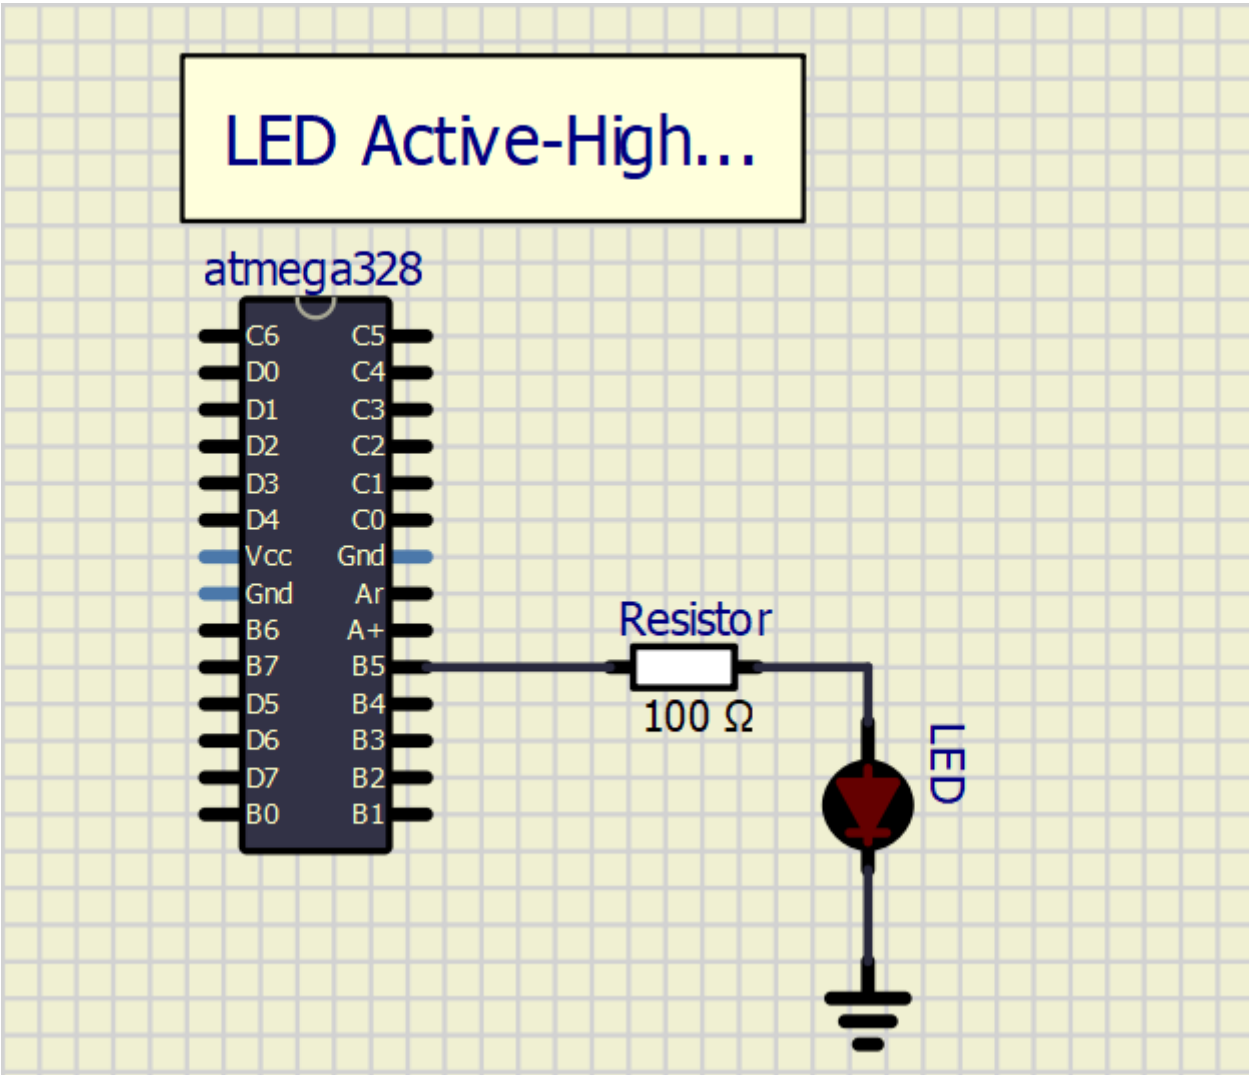 LED Active-High...
atmega328
C6 C5
D0 C4
D1 C3
D2 C2
D3 C1
D4 C0
Vcc Gnd
Gnd Ar
B6 A+
B7 B5
D5 B4
D6 B3
D7 B2
B0 B1
Resistor
100 Ω
LED